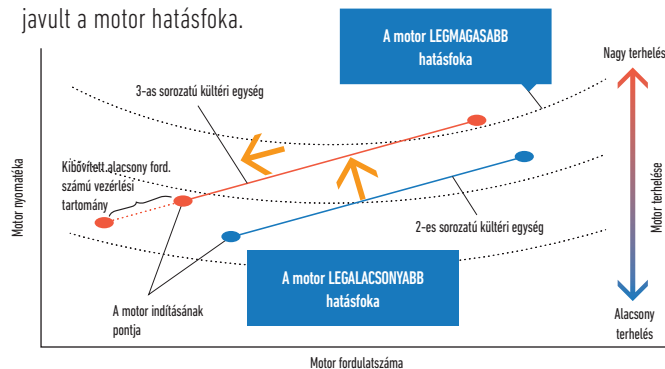 javult a motor hatásfoka.
A motor LEGMAGASABB
hatásfoka
Nagy terhelés
3-as sorozatú kültéri egység
Kibővített alacsony ford.
számú vezérlési
tartomány
Motor nyomatéka
Motor terhelése
2-es sorozatú kültéri egység
A motor LEGALACSONYABB
hatásfoka
A motor indításának
pontja
Alacsony
terhelés
Motor fordulatszáma